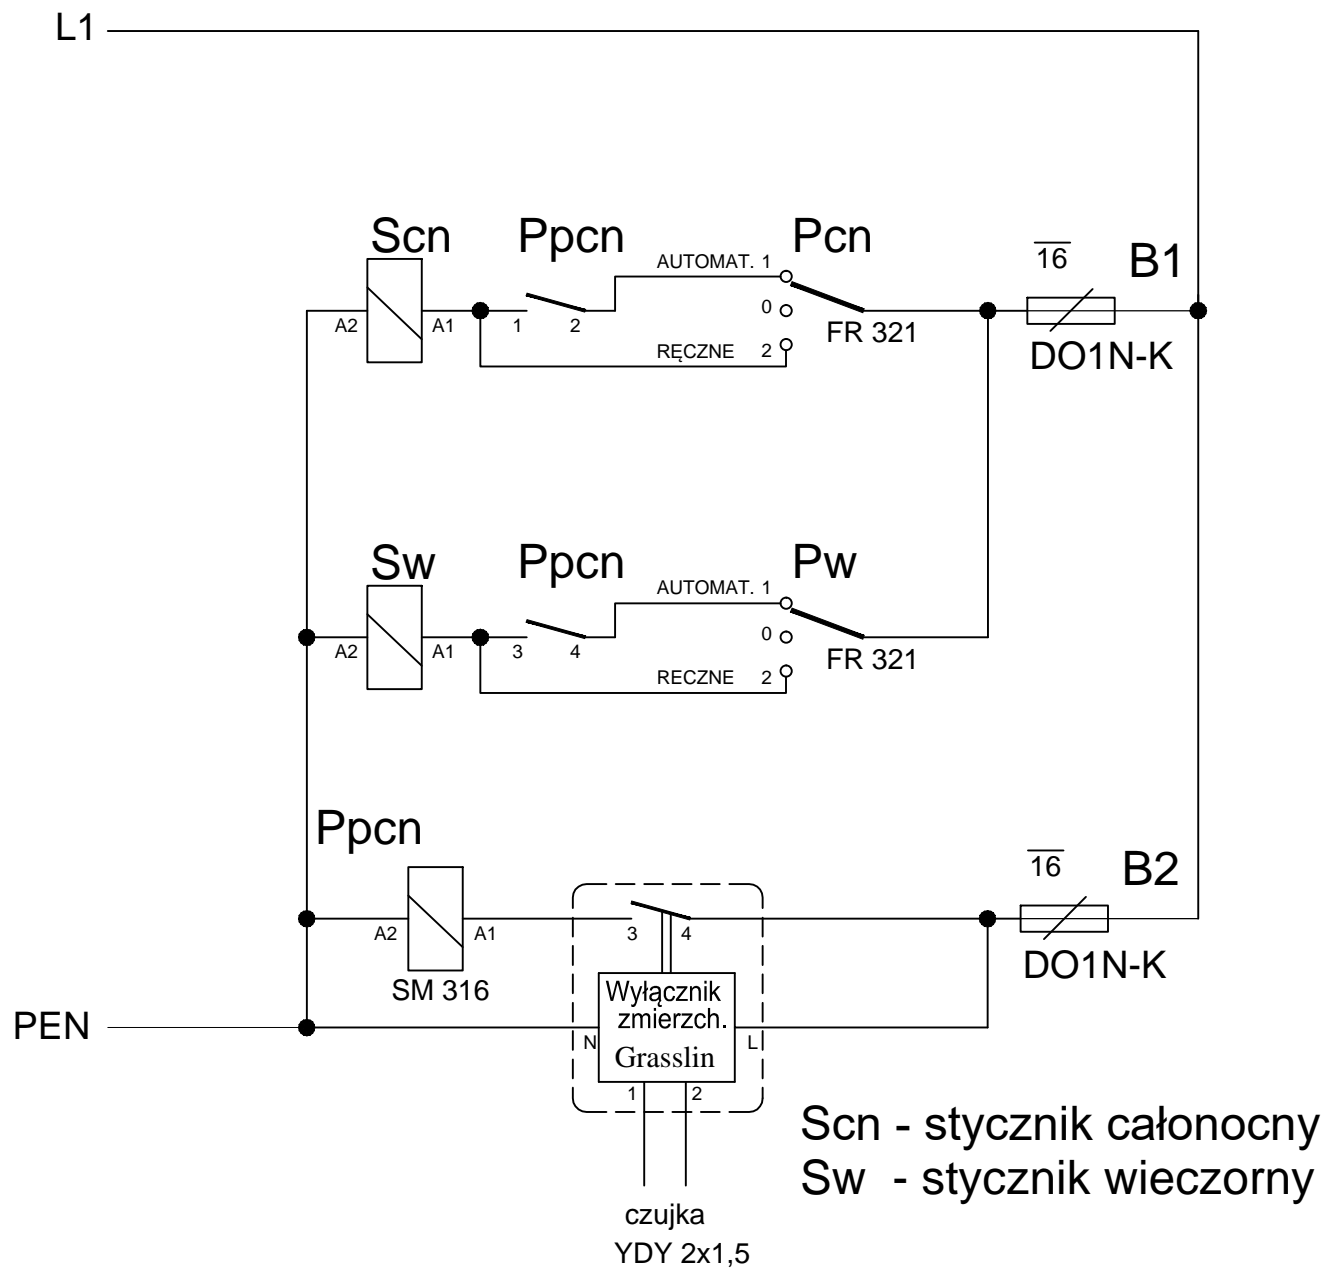 L1
Scn Ppcn Pcn
AUTOMAT. 1
16 B1
0
A2 A1 1 2 FR 321
RĘCZNE 2
DO1N-K
Sw Ppcn Pw
AUTOMAT. 1
0
A2 A1 3 4 FR 321
RECZNE 2
Ppcn
16 B2
A2 A1 3 4
SM 316 DO1N-K
Wyłącznik
zmierzch.
PEN
N Grasslin L
1 2
Scn - stycznik całonocny
Sw - stycznik wieczorny
czujka
YDY 2x1,5